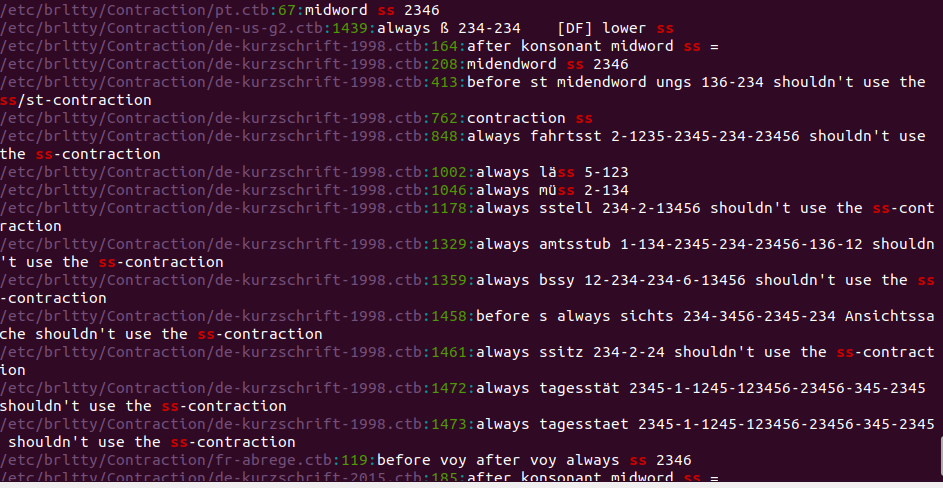 /etc/brltty/Contraction/pt.ctb:67:midword ss 2346
/etc/brltty/Contraction/en-us-g2.ctb:1439:always ß 234-234    [DF] lower ss
/etc/brltty/Contraction/de-kurzschrift-1998.ctb:164:after konsonant midword ss =
/etc/brltty/Contraction/de-kurzschrift-1998.ctb:208:midendword ss 2346
/etc/brltty/Contraction/de-kurzschrift-1998.ctb:413:before st midendword ungs 136-234 shouldn't use the
ss/st-contraction
/etc/brltty/Contraction/de-kurzschrift-1998.ctb:762:contraction ss
/etc/brltty/Contraction/de-kurzschrift-1998.ctb:848:always fahrtsst 2-1235-2345-234-23456 shouldn't use
the ss-contraction
/etc/brltty/Contraction/de-kurzschrift-1998.ctb:1002:always läss 5-123
/etc/brltty/Contraction/de-kurzschrift-1998.ctb:1046:always müss 2-134
/etc/brltty/Contraction/de-kurzschrift-1998.ctb:1178:always sstell 234-2-13456 shouldn't use the ss-cont
raction
/etc/brltty/Contraction/de-kurzschrift-1998.ctb:1329:always amtsstub 1-134-2345-234-23456-136-12 shouldn
't use the ss-contraction
/etc/brltty/Contraction/de-kurzschrift-1998.ctb:1359:always bssy 12-234-234-6-13456 shouldn't use the ss
-contraction
/etc/brltty/Contraction/de-kurzschrift-1998.ctb:1458:before s always sichts 234-3456-2345-234 Ansichtssa
che shouldn't use the ss-contraction
/etc/brltty/Contraction/de-kurzschrift-1998.ctb:1461:always ssitz 234-2-24 shouldn't use the ss-contract
ion
/etc/brltty/Contraction/de-kurzschrift-1998.ctb:1472:always tagesstät 2345-1-1245-123456-23456-345-2345
shouldn't use the ss-contraction
/etc/brltty/Contraction/de-kurzschrift-1998.ctb:1473:always tagesstaet 2345-1-1245-123456-23456-345-2345
 shouldn't use the ss-contraction
/etc/brltty/Contraction/fr-abrege.ctb:119:before voy after voy always ss 2346
/etc/brltty/Contraction/de-kurzschrift-2015.ctb:185:after konsonant midword ss =